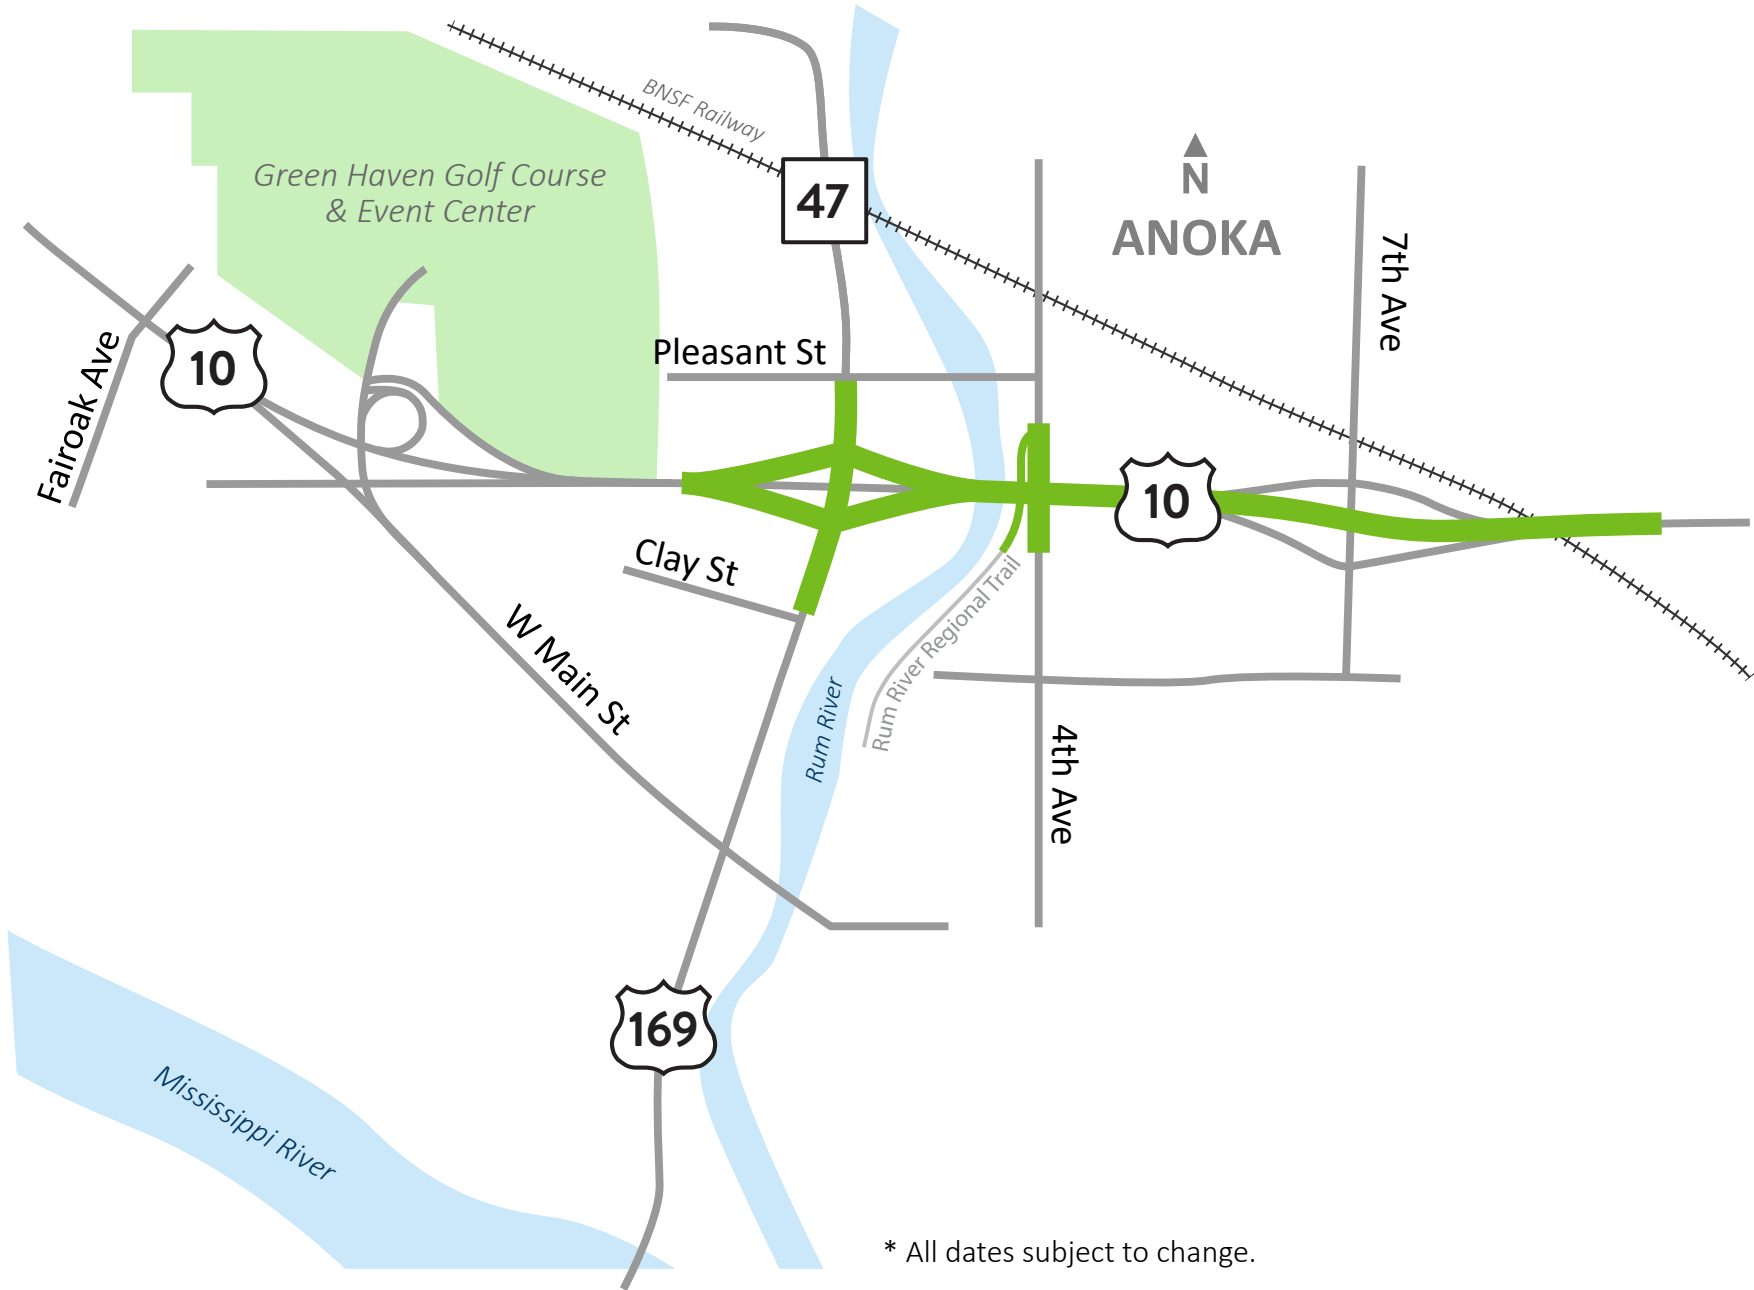 BNSF Railway
Green Haven Golf Course
& Event Center
47
N
ANOKA
7th Ave
Pleasant St
10
Fairoak Ave
10
Clay St
Rum River Regional Trail
W Main St
Rum River
4th Ave
169
Mississippi River
* All dates subject to change.